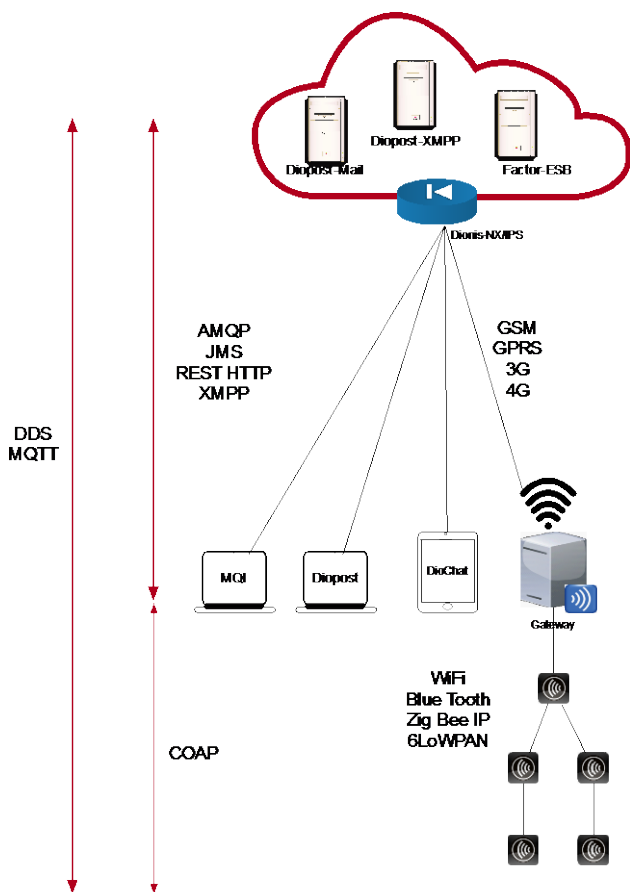 Diopost-XMPP
Diopost-Mail
Factor-ESB
Dionis-NX/IPS
AMQP
JMS
REST HTTP
XMPP
GSM
GPRS
3G
4G
DDS
MQTT
MQI
Diopost
DioChat
Gateway
WiFi
Blue Tooth
Zig Bee IP
6LoWPAN
COAP